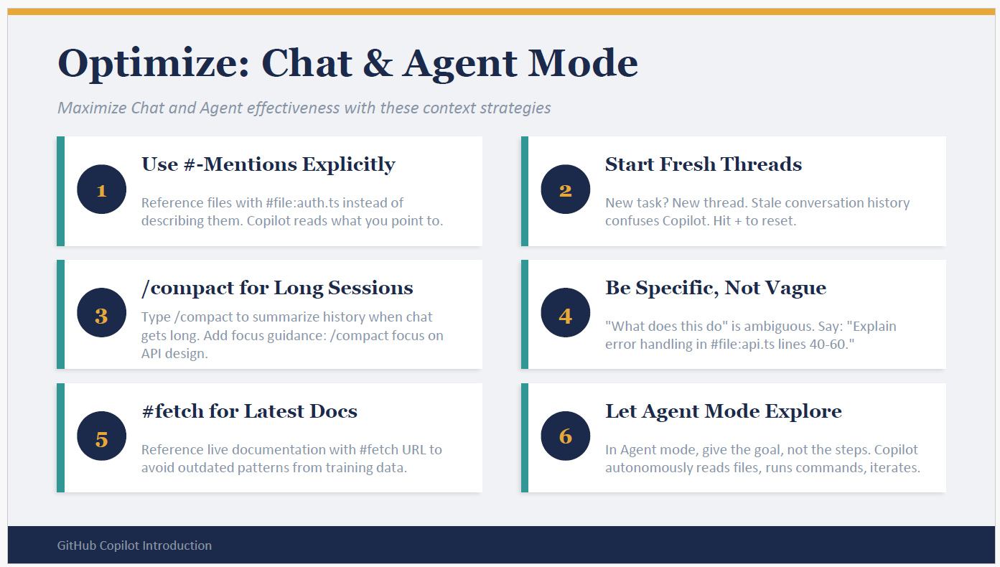 Optimize: Chat & Agent Mode
Maximize Chat and Agent effectiveness with these context strategies
1
Use #-Mentions Explicitly
Reference files with #file:auth.ts instead of
describing them. Copilot reads what you point to.
2
Start Fresh Threads
New task? New thread. Stale conversation history
confuses Copilot. Hit + to reset.
3
/compact for Long Sessions
Type /compact to summarize history when chat
gets long. Add focus guidance: /compact focus on
API design.
4
Be Specific, Not Vague
"What does this do" is ambiguous. Say: "Explain
error handling in #file:api.ts lines 40-60."
5
#fetch for Latest Docs
Reference live documentation with #fetch URL to
avoid outdated patterns from training data.
6
Let Agent Mode Explore
In Agent mode, give the goal, not the steps. Copilot
autonomously reads files, runs commands, iterates.
GitHub Copilot Introduction